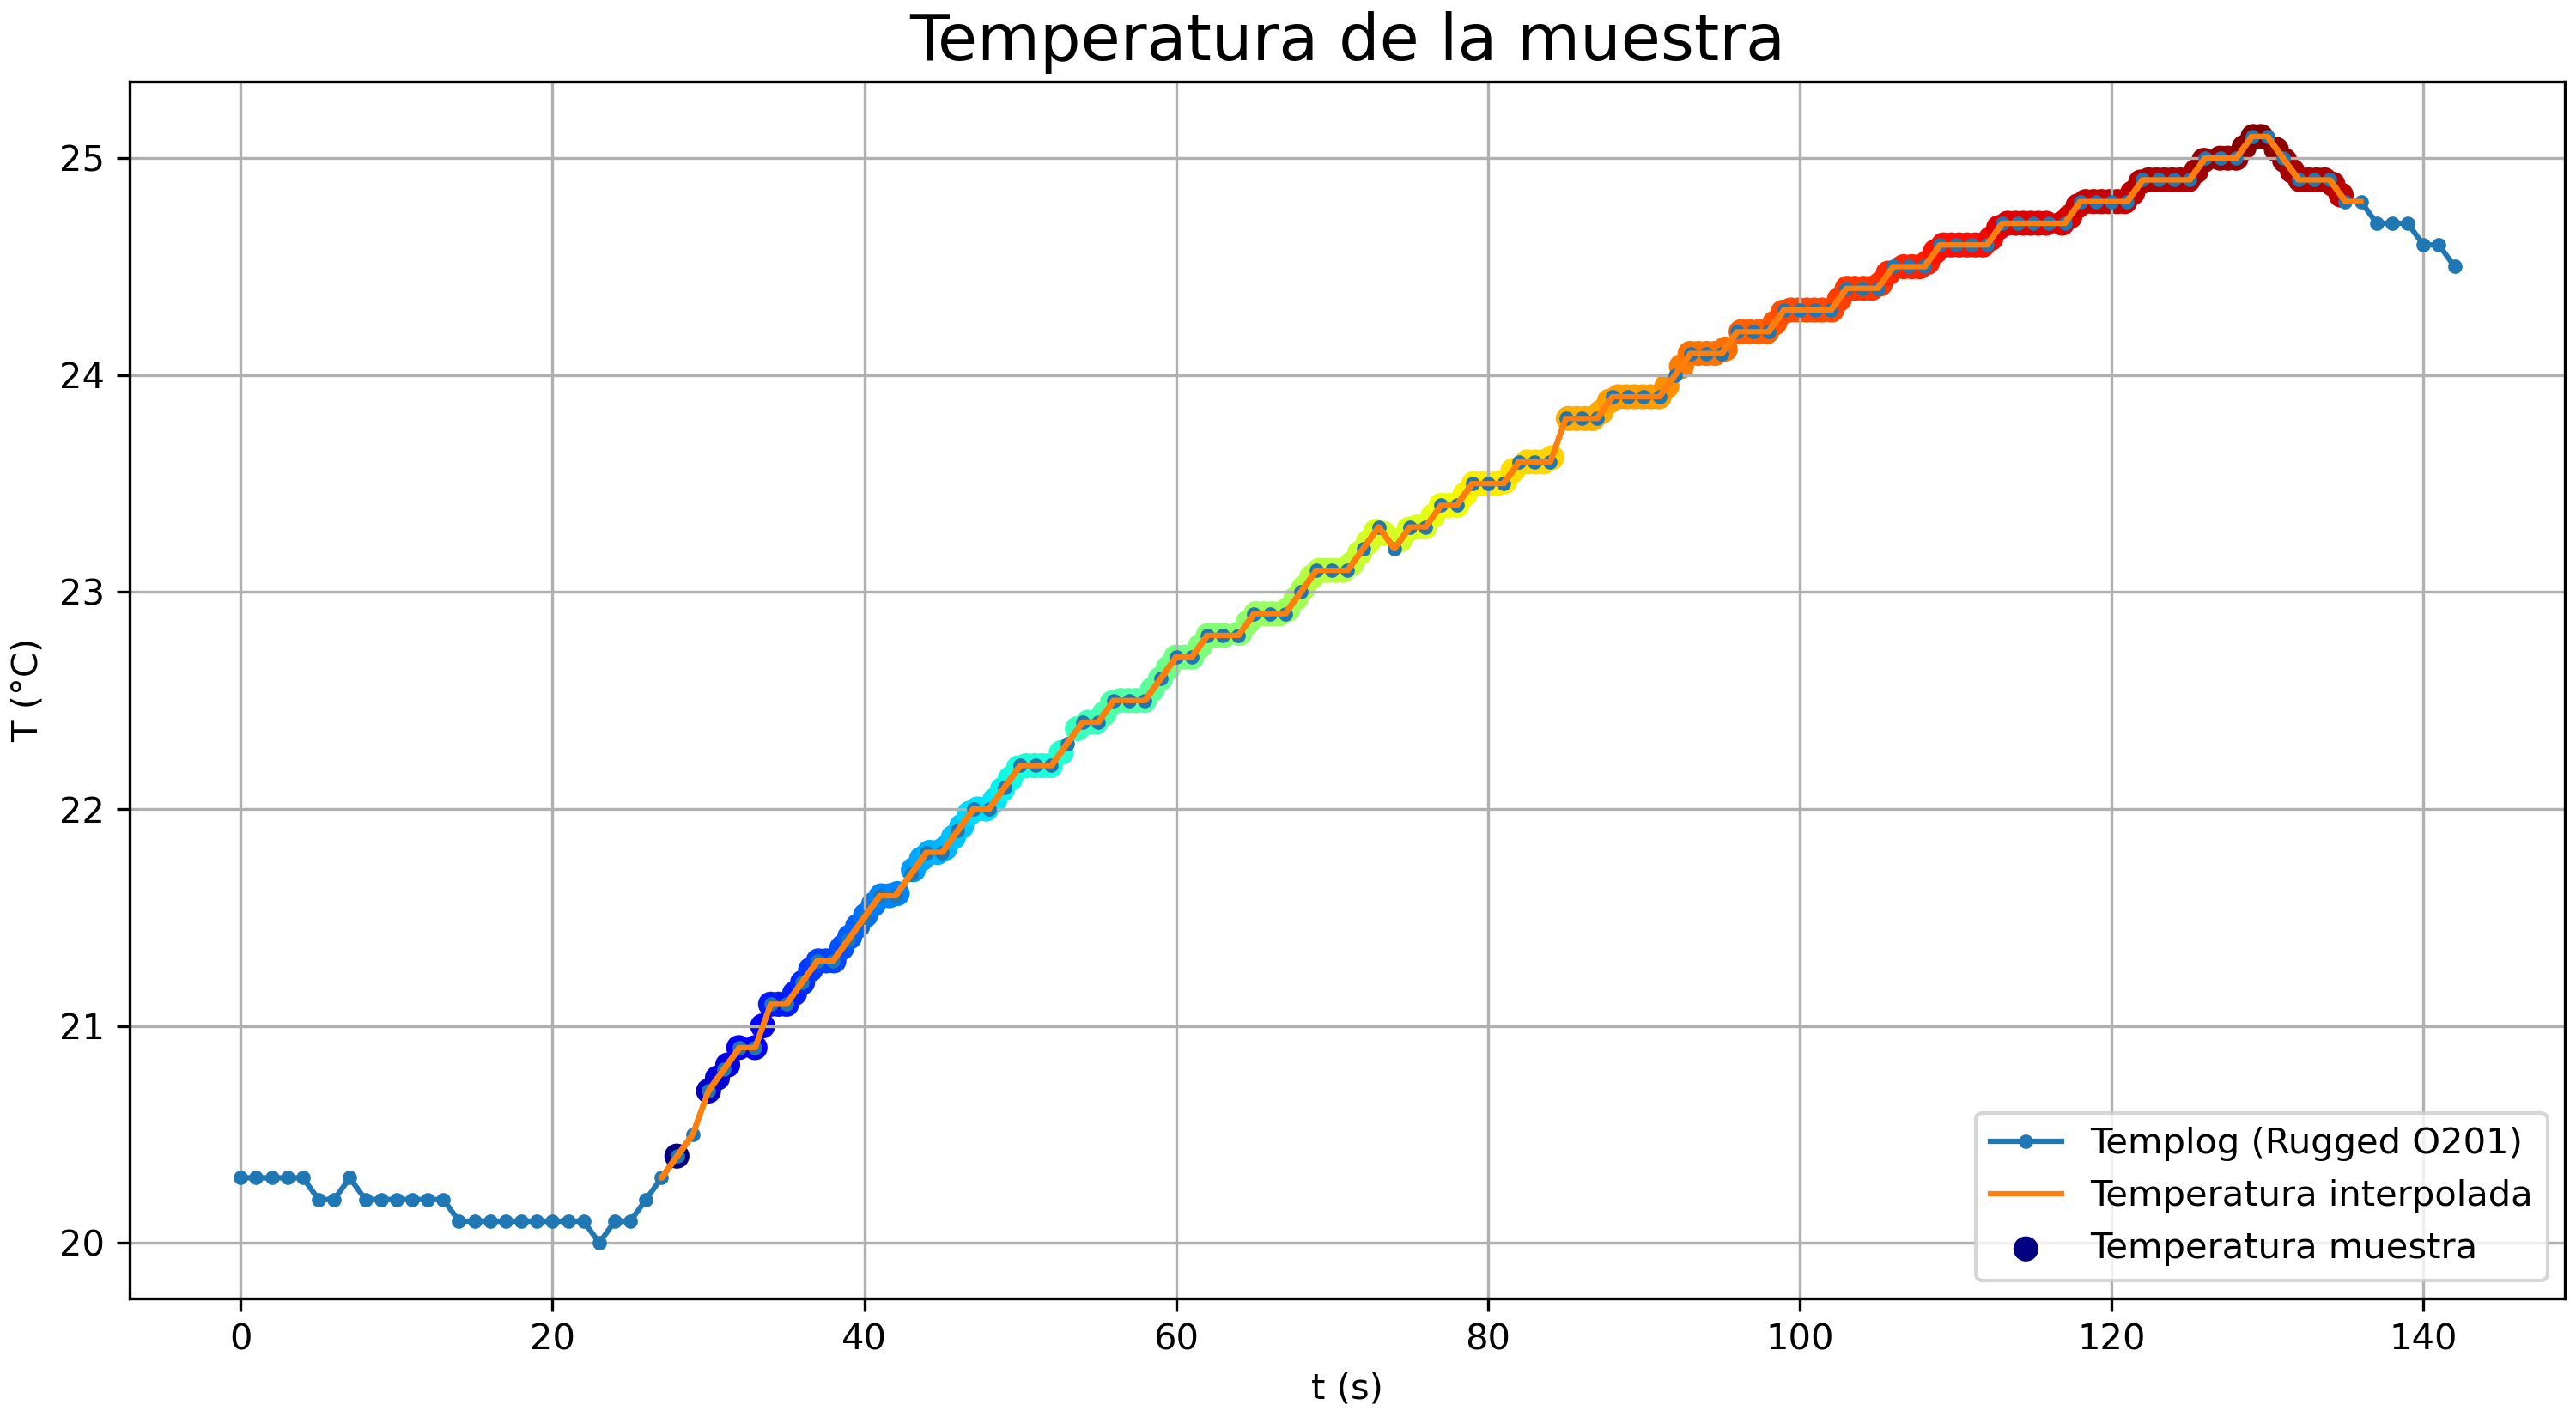 Temperatura de la muestra
25
24
23
22
21
20
T (°C)
0 20 40 60 80 100 120 140
t (s)
Templog (Rugged O201)
Temperatura interpolada
Temperatura muestra